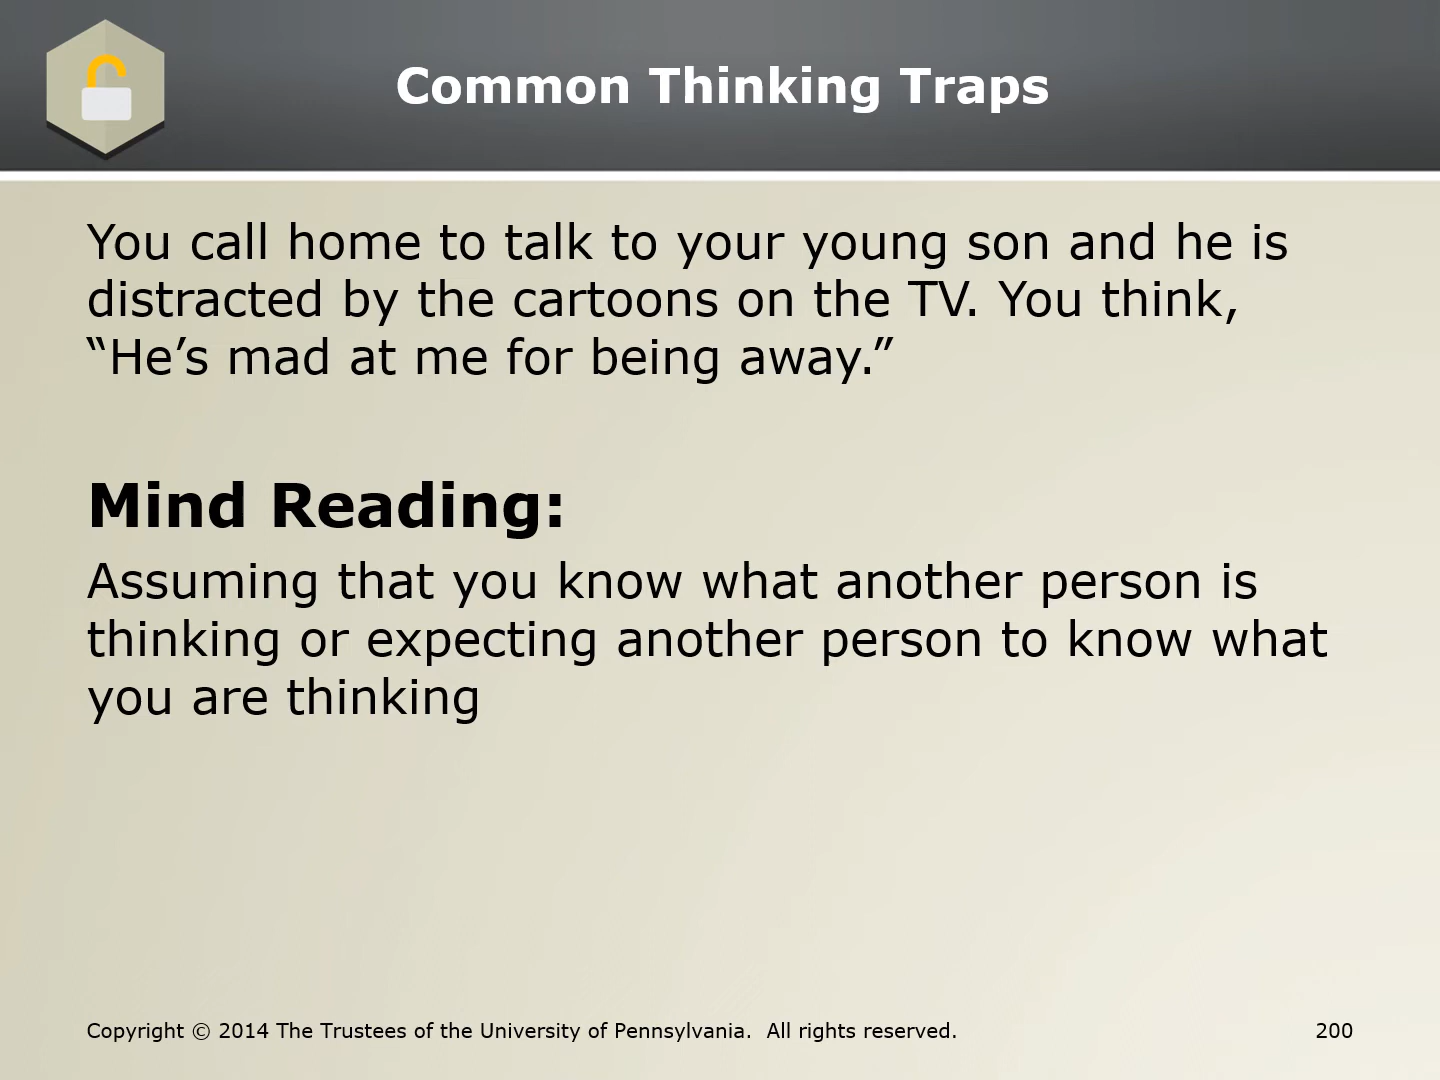 Common Thinking Traps
You call home to talk to your young son and he is
distracted by the cartoons on the TV. You think,
“He’s mad at me for being away.”
Mind Reading:
Assuming that you know what another person is
thinking or expecting another person to know what
you are thinking
Copyright © 2014 The Trustees of the University of Pennsylvania.  All rights reserved.
200